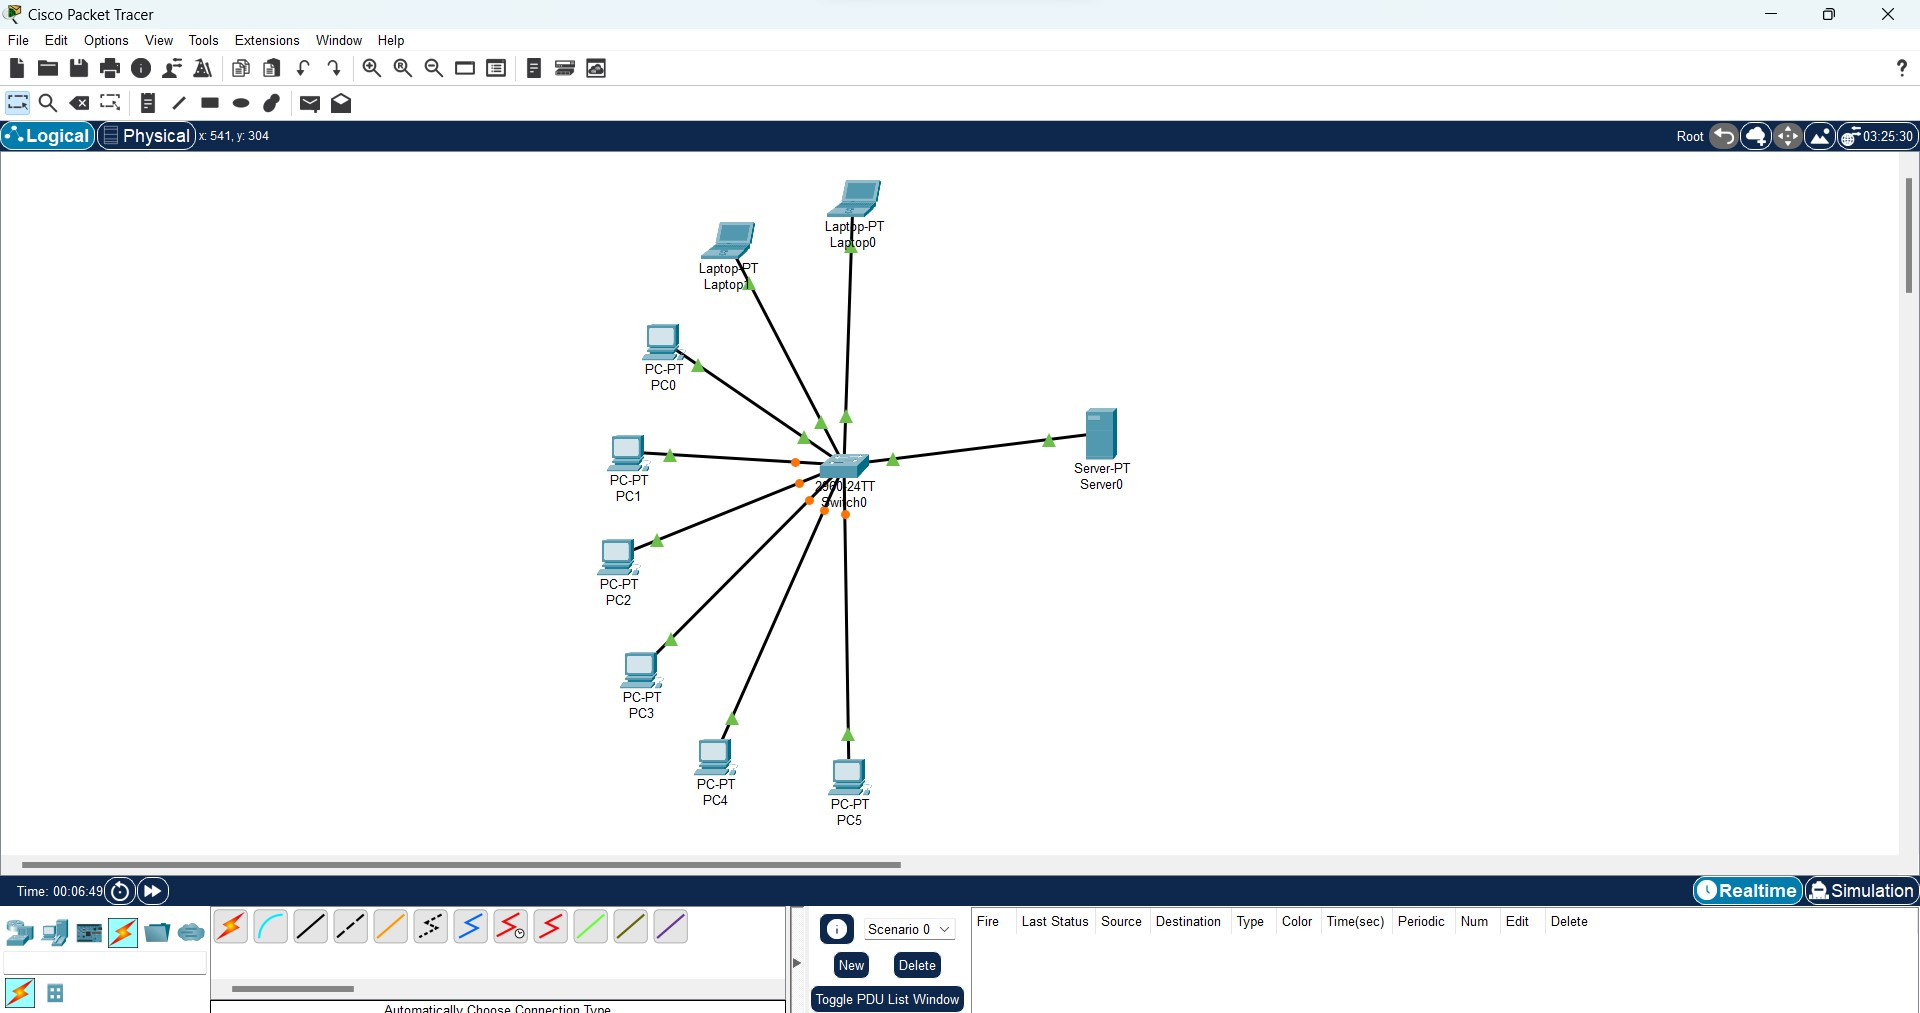 Cisco Packet Tracer
File Edit Options View Tools Extensions Window Help
Logical Physical x: 541, y: 304 Root 03:25:30
Laptop-PT
Laptop0
Laptop-PT
Laptop1
PC-PT
PC0
PC-PT
PC1
2960-24TT
Switch0
Server-PT
Server0
PC-PT
PC2
PC-PT
PC3
PC-PT
PC4
PC-PT
PC5
Time: 00:06:49 Realtime Simulation
Scenario 0
New Delete
Toggle PDU List Window
Fire Last Status Source Destination Type Color Time(sec) Periodic Num Edit Delete
Automatically Choose Connection Type